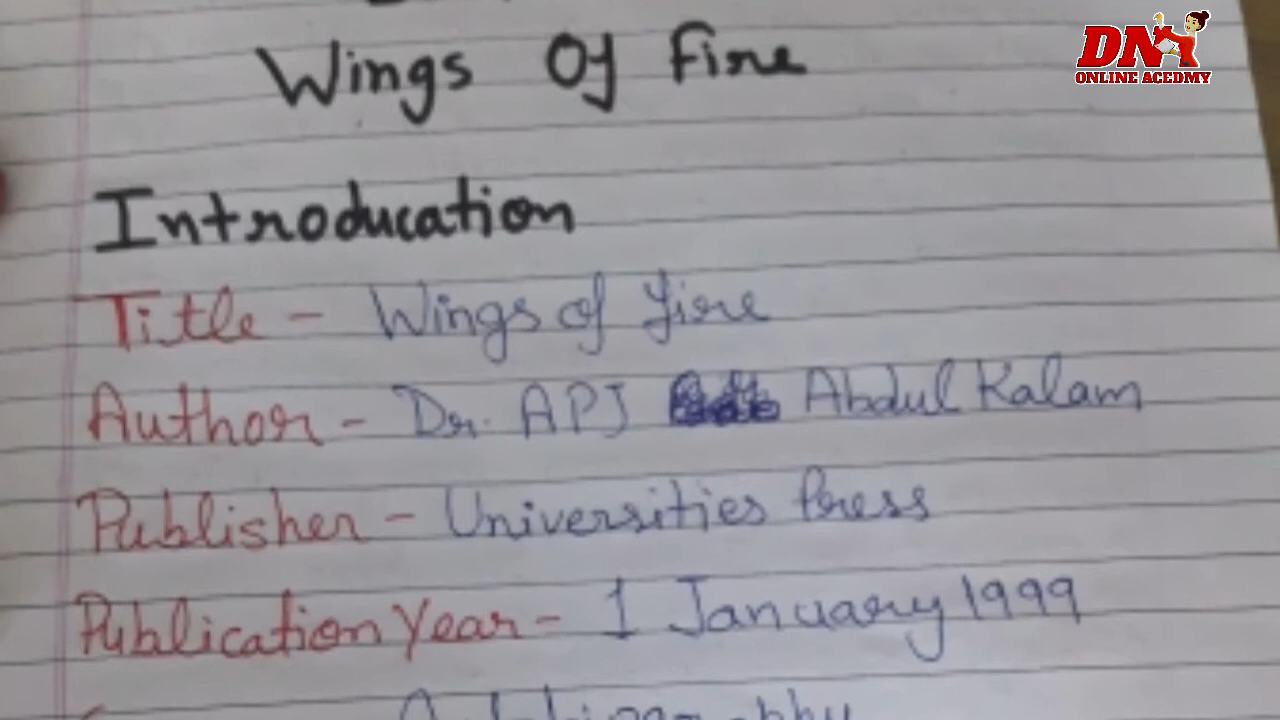 Wings Of Fire
Introducation
Title - Wings of fire
Author - Dr. APJ Abdul Kalam
Publisher - Universities Press
Publication Year - 1 January 1999
DNA
ONLINE ACEDMY